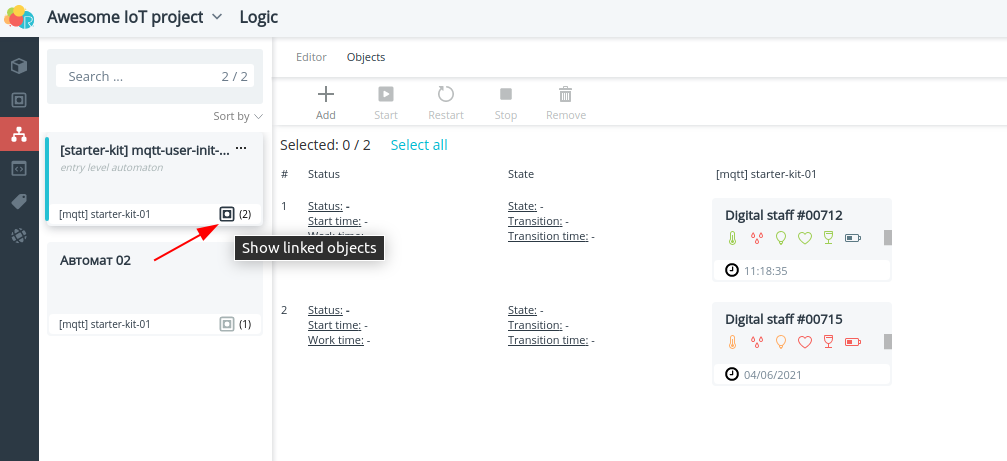 Awesome IoT project Logic
Search ... 2 / 2
Sort by
[starter-kit] mqtt-user-init-... ...
entry level automaton
[mqtt] starter-kit-01 (2)
Show linked objects
Автомат 02
[mqtt] starter-kit-01 (1)
Editor Objects
Add Start Restart Stop Remove
Selected: 0 / 2 Select all
# Status State [mqtt] starter-kit-01
1 Status: - State: - Digital staff #00712
Start time: - Transition: -
Work time: Transition time: -
11:18:35
2 Status: - State: - Digital staff #00715
Start time: - Transition: -
Work time: - Transition time: -
04/06/2021